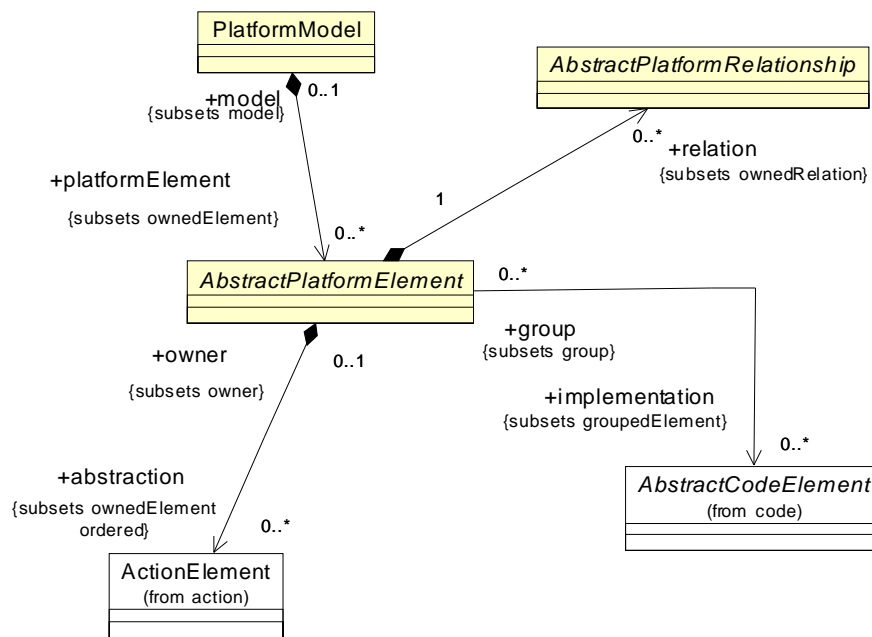 PlatformModel
AbstractPlatformRelationship
+model
0..1
{subsets model}
0..*
+relation
{subsets ownedRelation}
+platformElement
{subsets ownedElement}
1
0..*
AbstractPlatformElement
0..*
+owner
0..1
{subsets owner}
+group
{subsets group}
+implementation
{subsets groupedElement}
0..*
+abstraction
{subsets ownedElement
ordered}
0..*
AbstractCodeElement
(from code)
ActionElement
(from action)